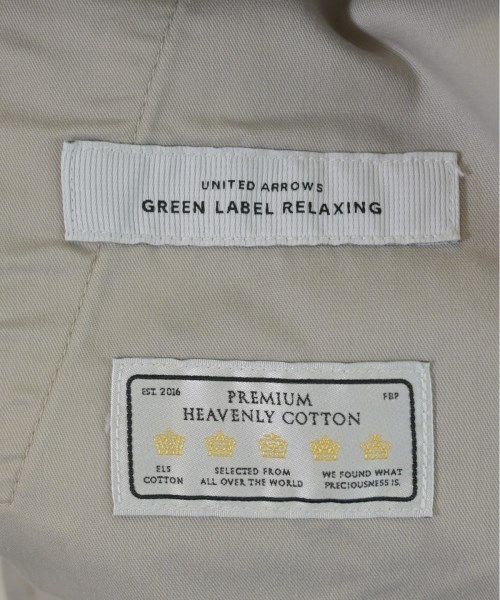 UNITED ARROWS
GREEN LABEL RELAXING
EST. 2016 FBP
PREMIUM
HEAVENLY COTTON
ELS
COTTON
SELECTED FROM
ALL OVER THE WORLD
WE FOUND WHAT
PRECIOUSNESS IS.